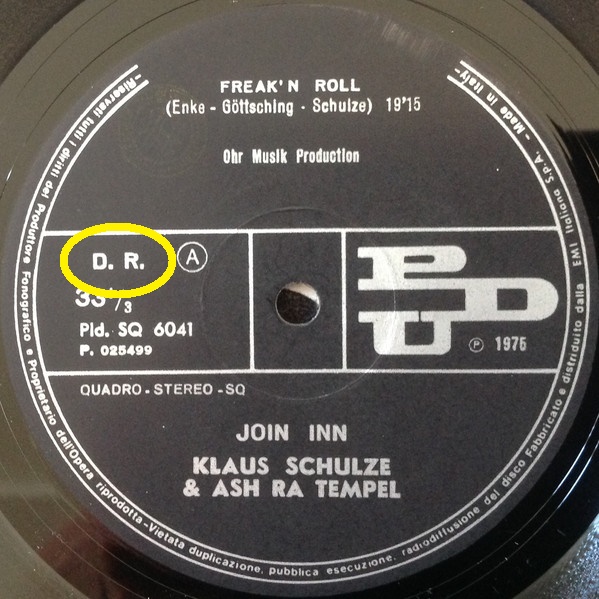 FREAK'N ROLL
(Enke - Göttsching - Schulze) 19'15
Ohr Musik Production
D. R. A
33 1/3
Pld. SQ 6041
P. 025499
PDU
℗ 1975
QUADRO - STEREO - SQ
JOIN INN
KLAUS SCHULZE
& ASH RA TEMPEL
-Riservati tutti i diritti del Produttore Fonografico e Proprietario dell'Opera riprodotta-Vietata duplicazione, pubblica esecuzione, radiodiffusione del disco Fabbricato e distribuito dalla EMI Italiana S.p.A. - Made in Italy-